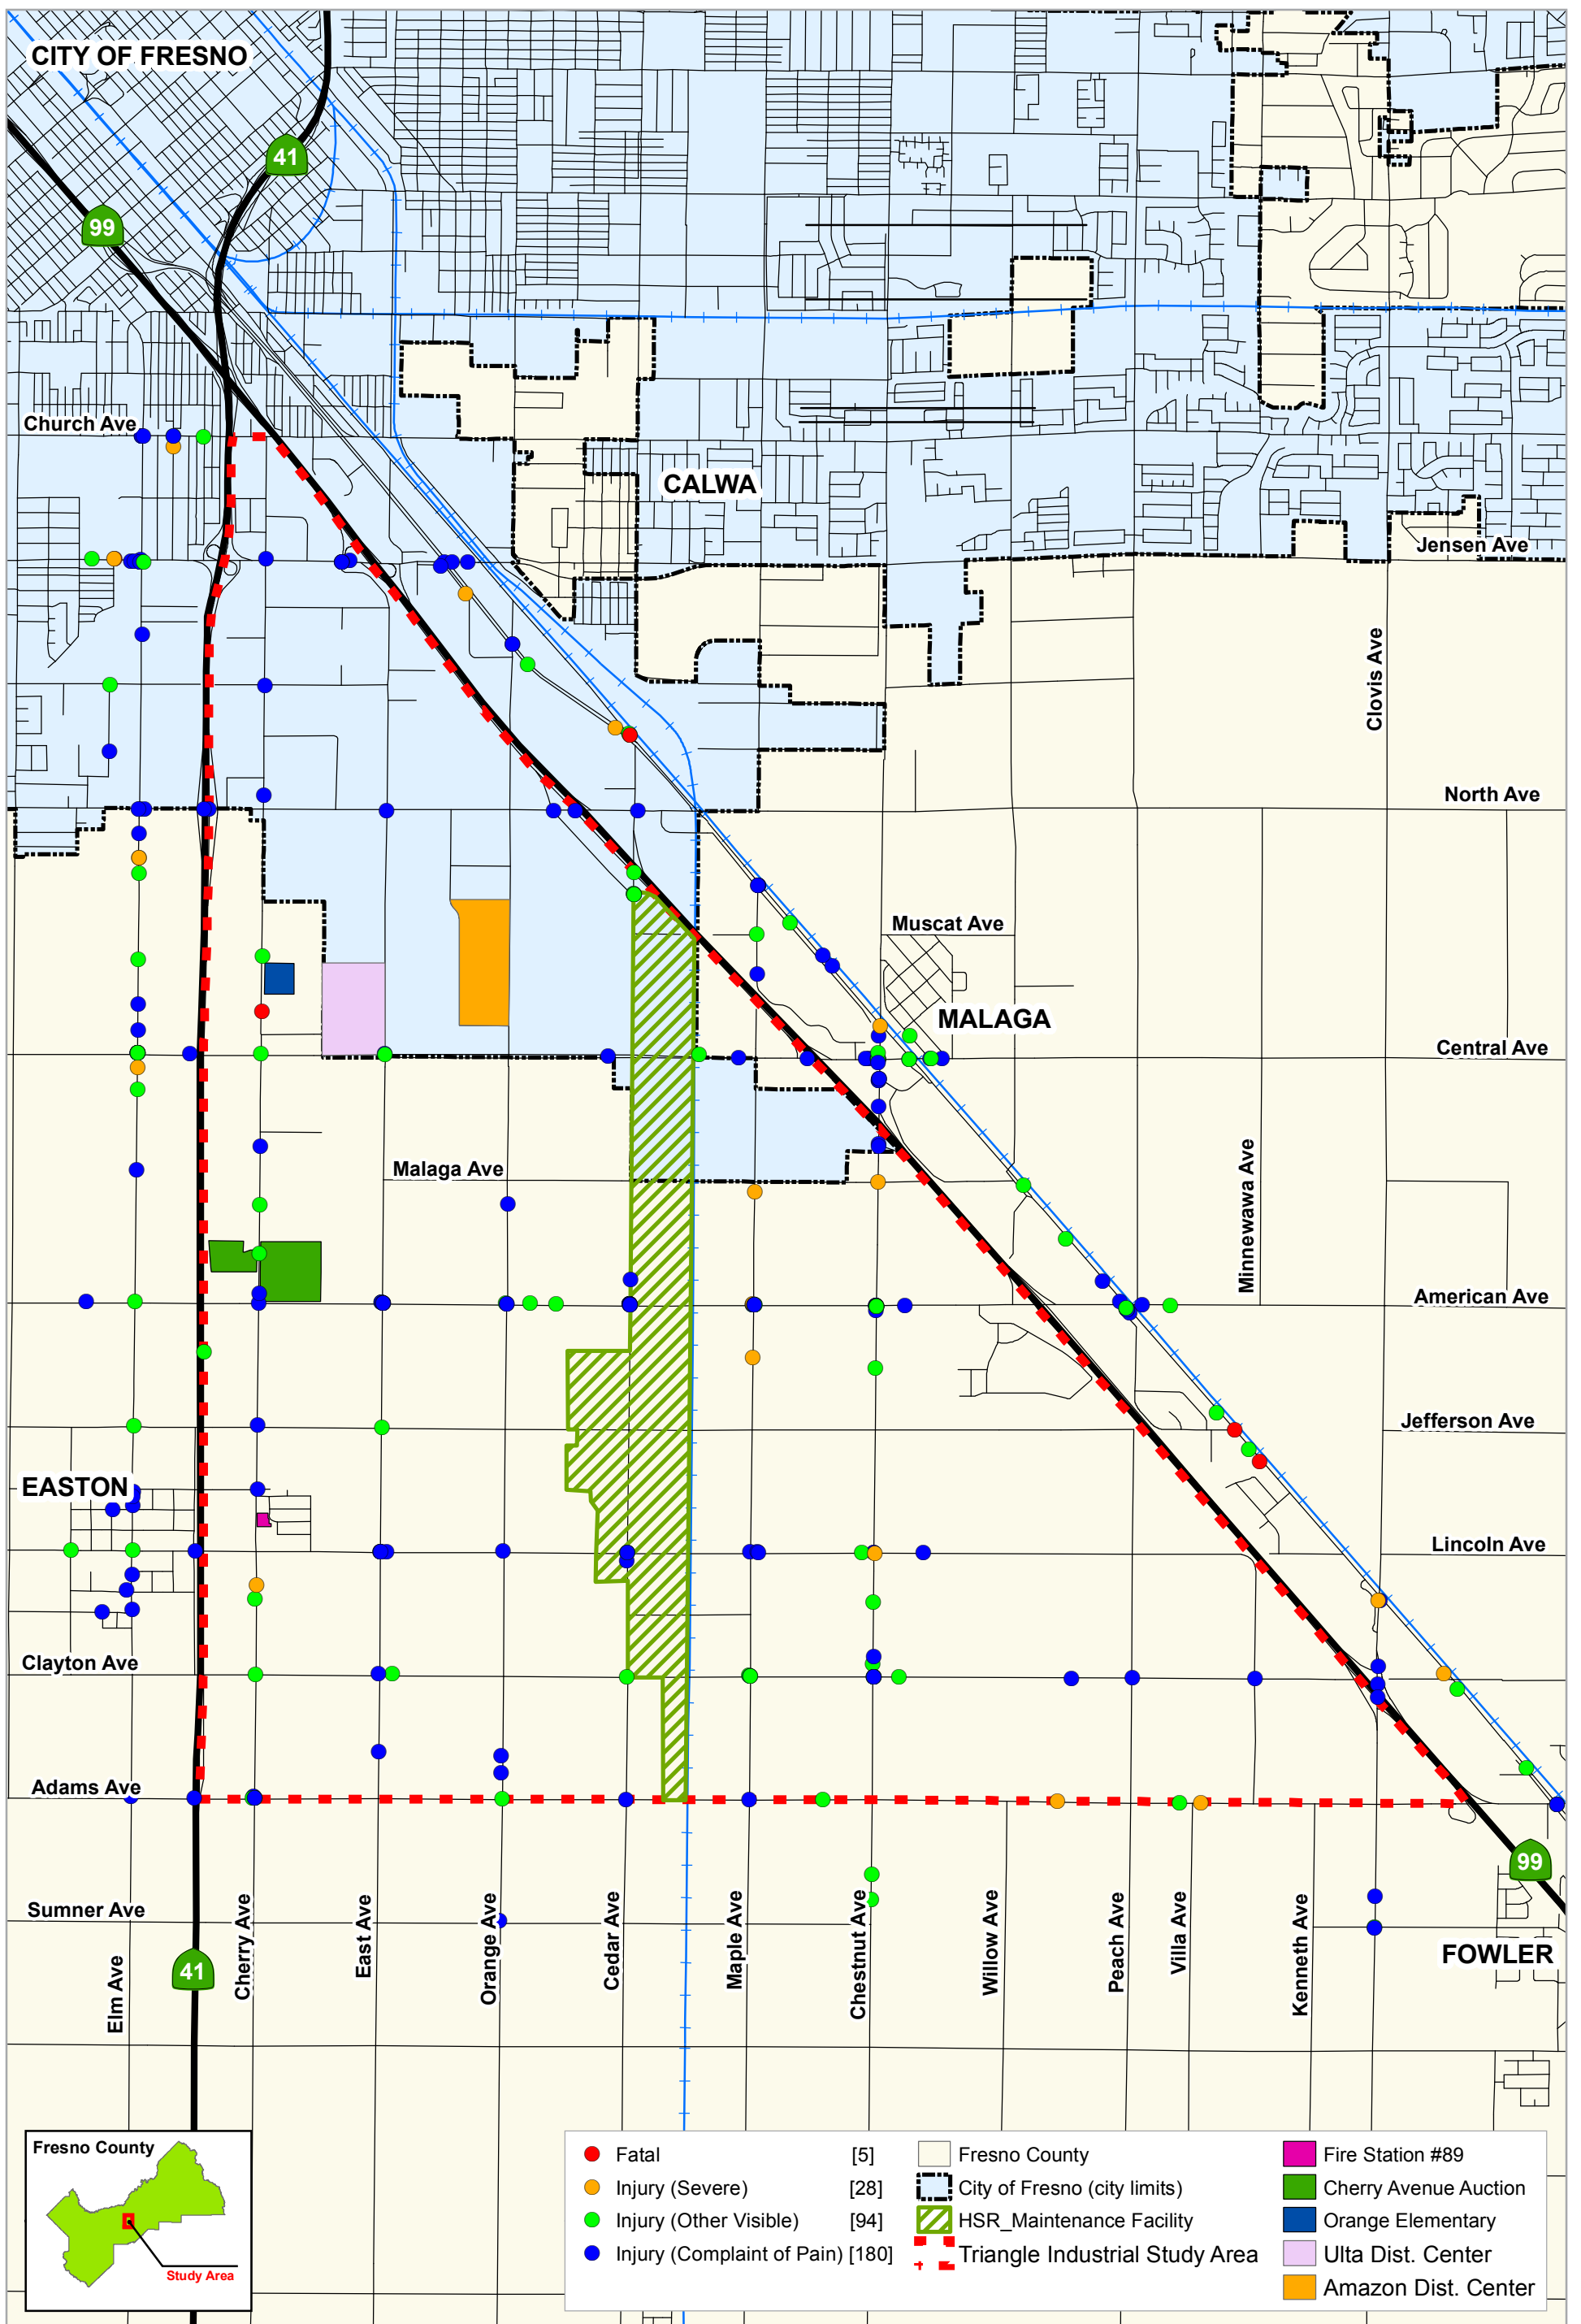 CITY OF FRESNO
41
99
Church Ave
CALWA
Jensen Ave
Clovis Ave
North Ave
Muscat Ave
MALAGA
Central Ave
Malaga Ave
Minnewawa Ave
American Ave
Jefferson Ave
EASTON
Lincoln Ave
Clayton Ave
Adams Ave
99
Sumner Ave
Elm Ave
Cherry Ave
East Ave
Orange Ave
Cedar Ave
Maple Ave
Chestnut Ave
Willow Ave
Peach Ave
Villa Ave
Kenneth Ave
FOWLER
41
Fresno County
Study Area
Fatal [5]
Injury (Severe) [28]
Injury (Other Visible) [94]
Injury (Complaint of Pain) [180]
Fresno County
City of Fresno (city limits)
HSR_Maintenance Facility
Triangle Industrial Study Area
Fire Station #89
Cherry Avenue Auction
Orange Elementary
Ulta Dist. Center
Amazon Dist. Center